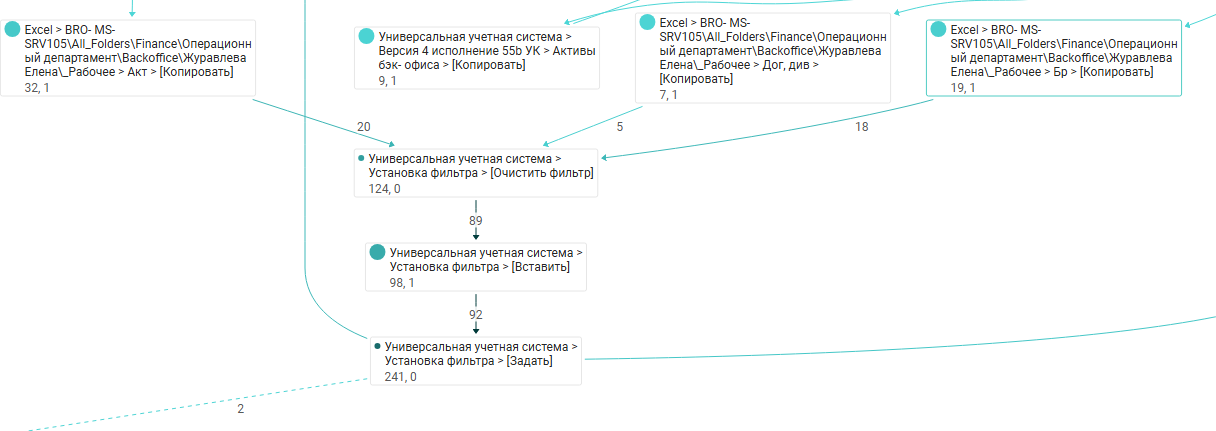 Excel > BRO- MS-
SRV105\All_Folders\Finance\Операционн
ый департамент\Backoffice\Журавлева
Елена\_Рабочее > Акт > [Копировать]
32, 1
Универсальная учетная система >
Версия 4 исполнение 55b УК > Активы
бэк- офиса > [Копировать]
9, 1
Excel > BRO- MS-
SRV105\All_Folders\Finance\Операционн
ый департамент\Backoffice\Журавлева
Елена\_Рабочее > Дог, див >
[Копировать]
7, 1
Excel > BRO- MS-
SRV105\All_Folders\Finance\Операционн
ый департамент\Backoffice\Журавлева
Елена\_Рабочее > Бр > [Копировать]
19, 1
20
5
18
Универсальная учетная система >
Установка фильтра > [Очистить фильтр]
124, 0
89
Универсальная учетная система >
Установка фильтра > [Вставить]
98, 1
92
Универсальная учетная система >
Установка фильтра > [Задать]
241, 0
2